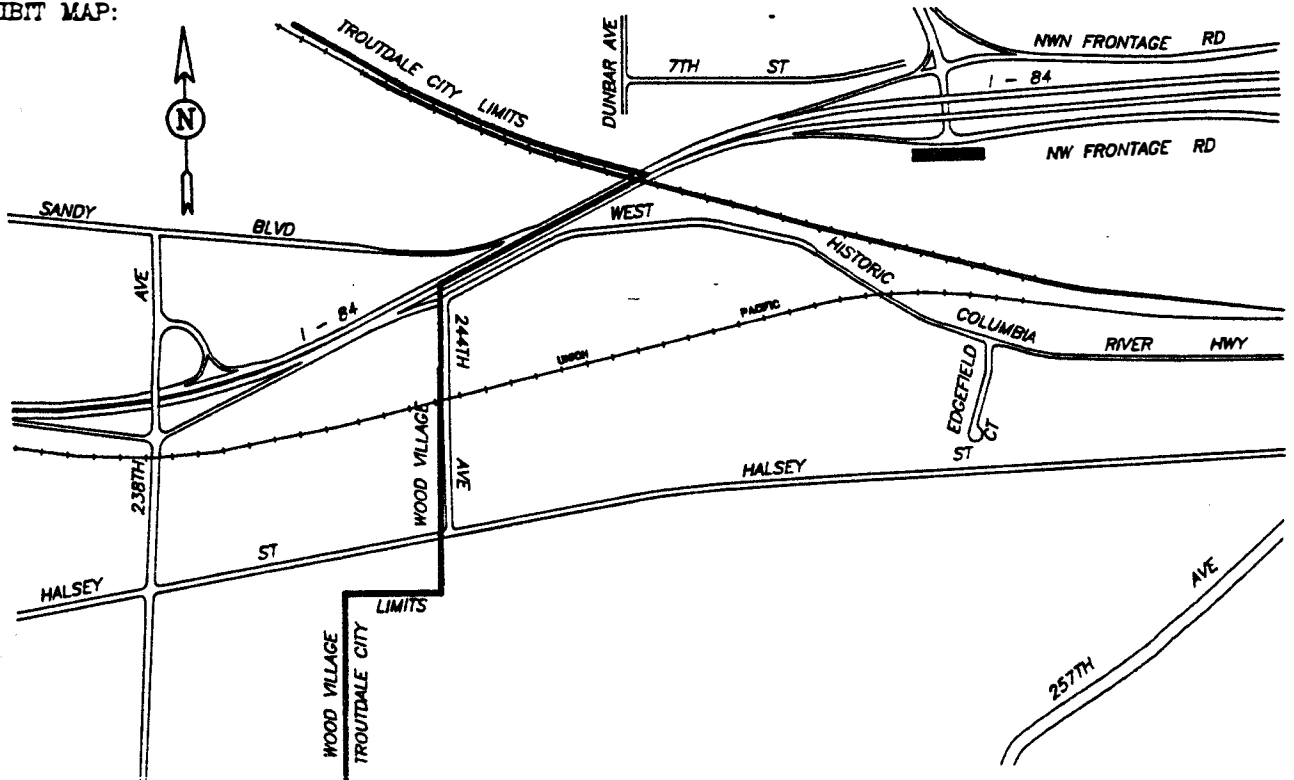 IBIT MAP:
TROUTDALE CITY LIMITS
DUNBAR AVE
7TH ST
NWN FRONTAGE RD
I - 84
NW FRONTAGE RD
N
SANDY BLVD
WEST HISTORIC COLUMBIA RIVER HWY
AVE
238TH
I - 84
244TH
AVE
UNION PACIFIC
WOOD VILLAGE
EDGEFIELD CT
HALSEY ST
HALSEY ST
LIMITS
WOOD VILLAGE
TROUTDALE CITY
257TH AVE